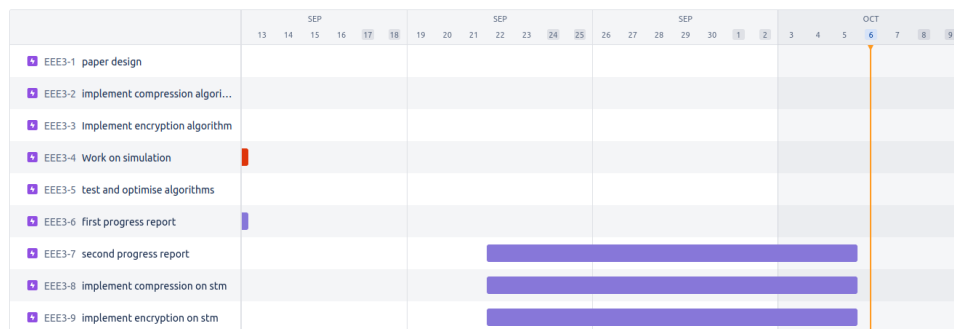 SEP SEP SEP OCT
13 14 15 16 17 18 19 20 21 22 23 24 25 26 27 28 29 30 1 2 3 4 5 6 7 8 9
EEE3-1 paper design
EEE3-2 implement compression algori...
EEE3-3 Implement encryption algorithm
EEE3-4 Work on simulation
EEE3-5 test and optimise algorithms
EEE3-6 first progress report
EEE3-7 second progress report
EEE3-8 implement compression on stm
EEE3-9 implement encryption on stm